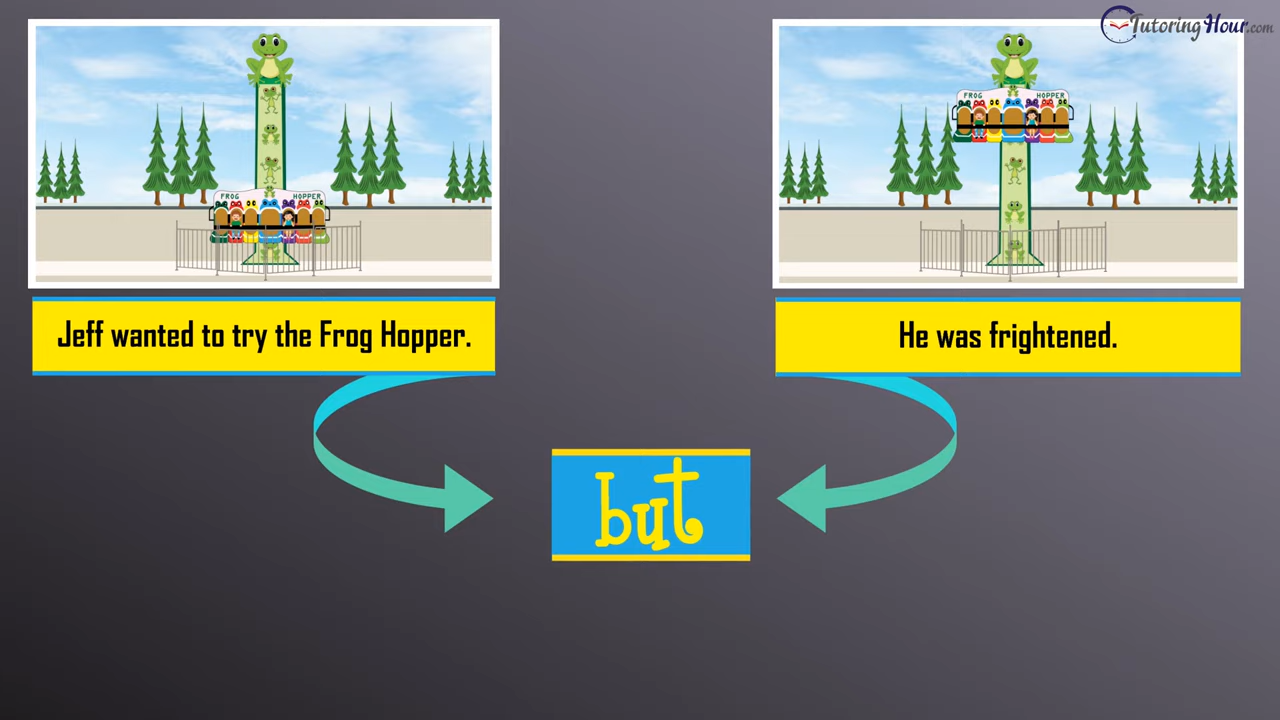 TutoringHour.com
FROG HOPPER
FROG HOPPER
Jeff wanted to try the Frog Hopper.
He was frightened.
but